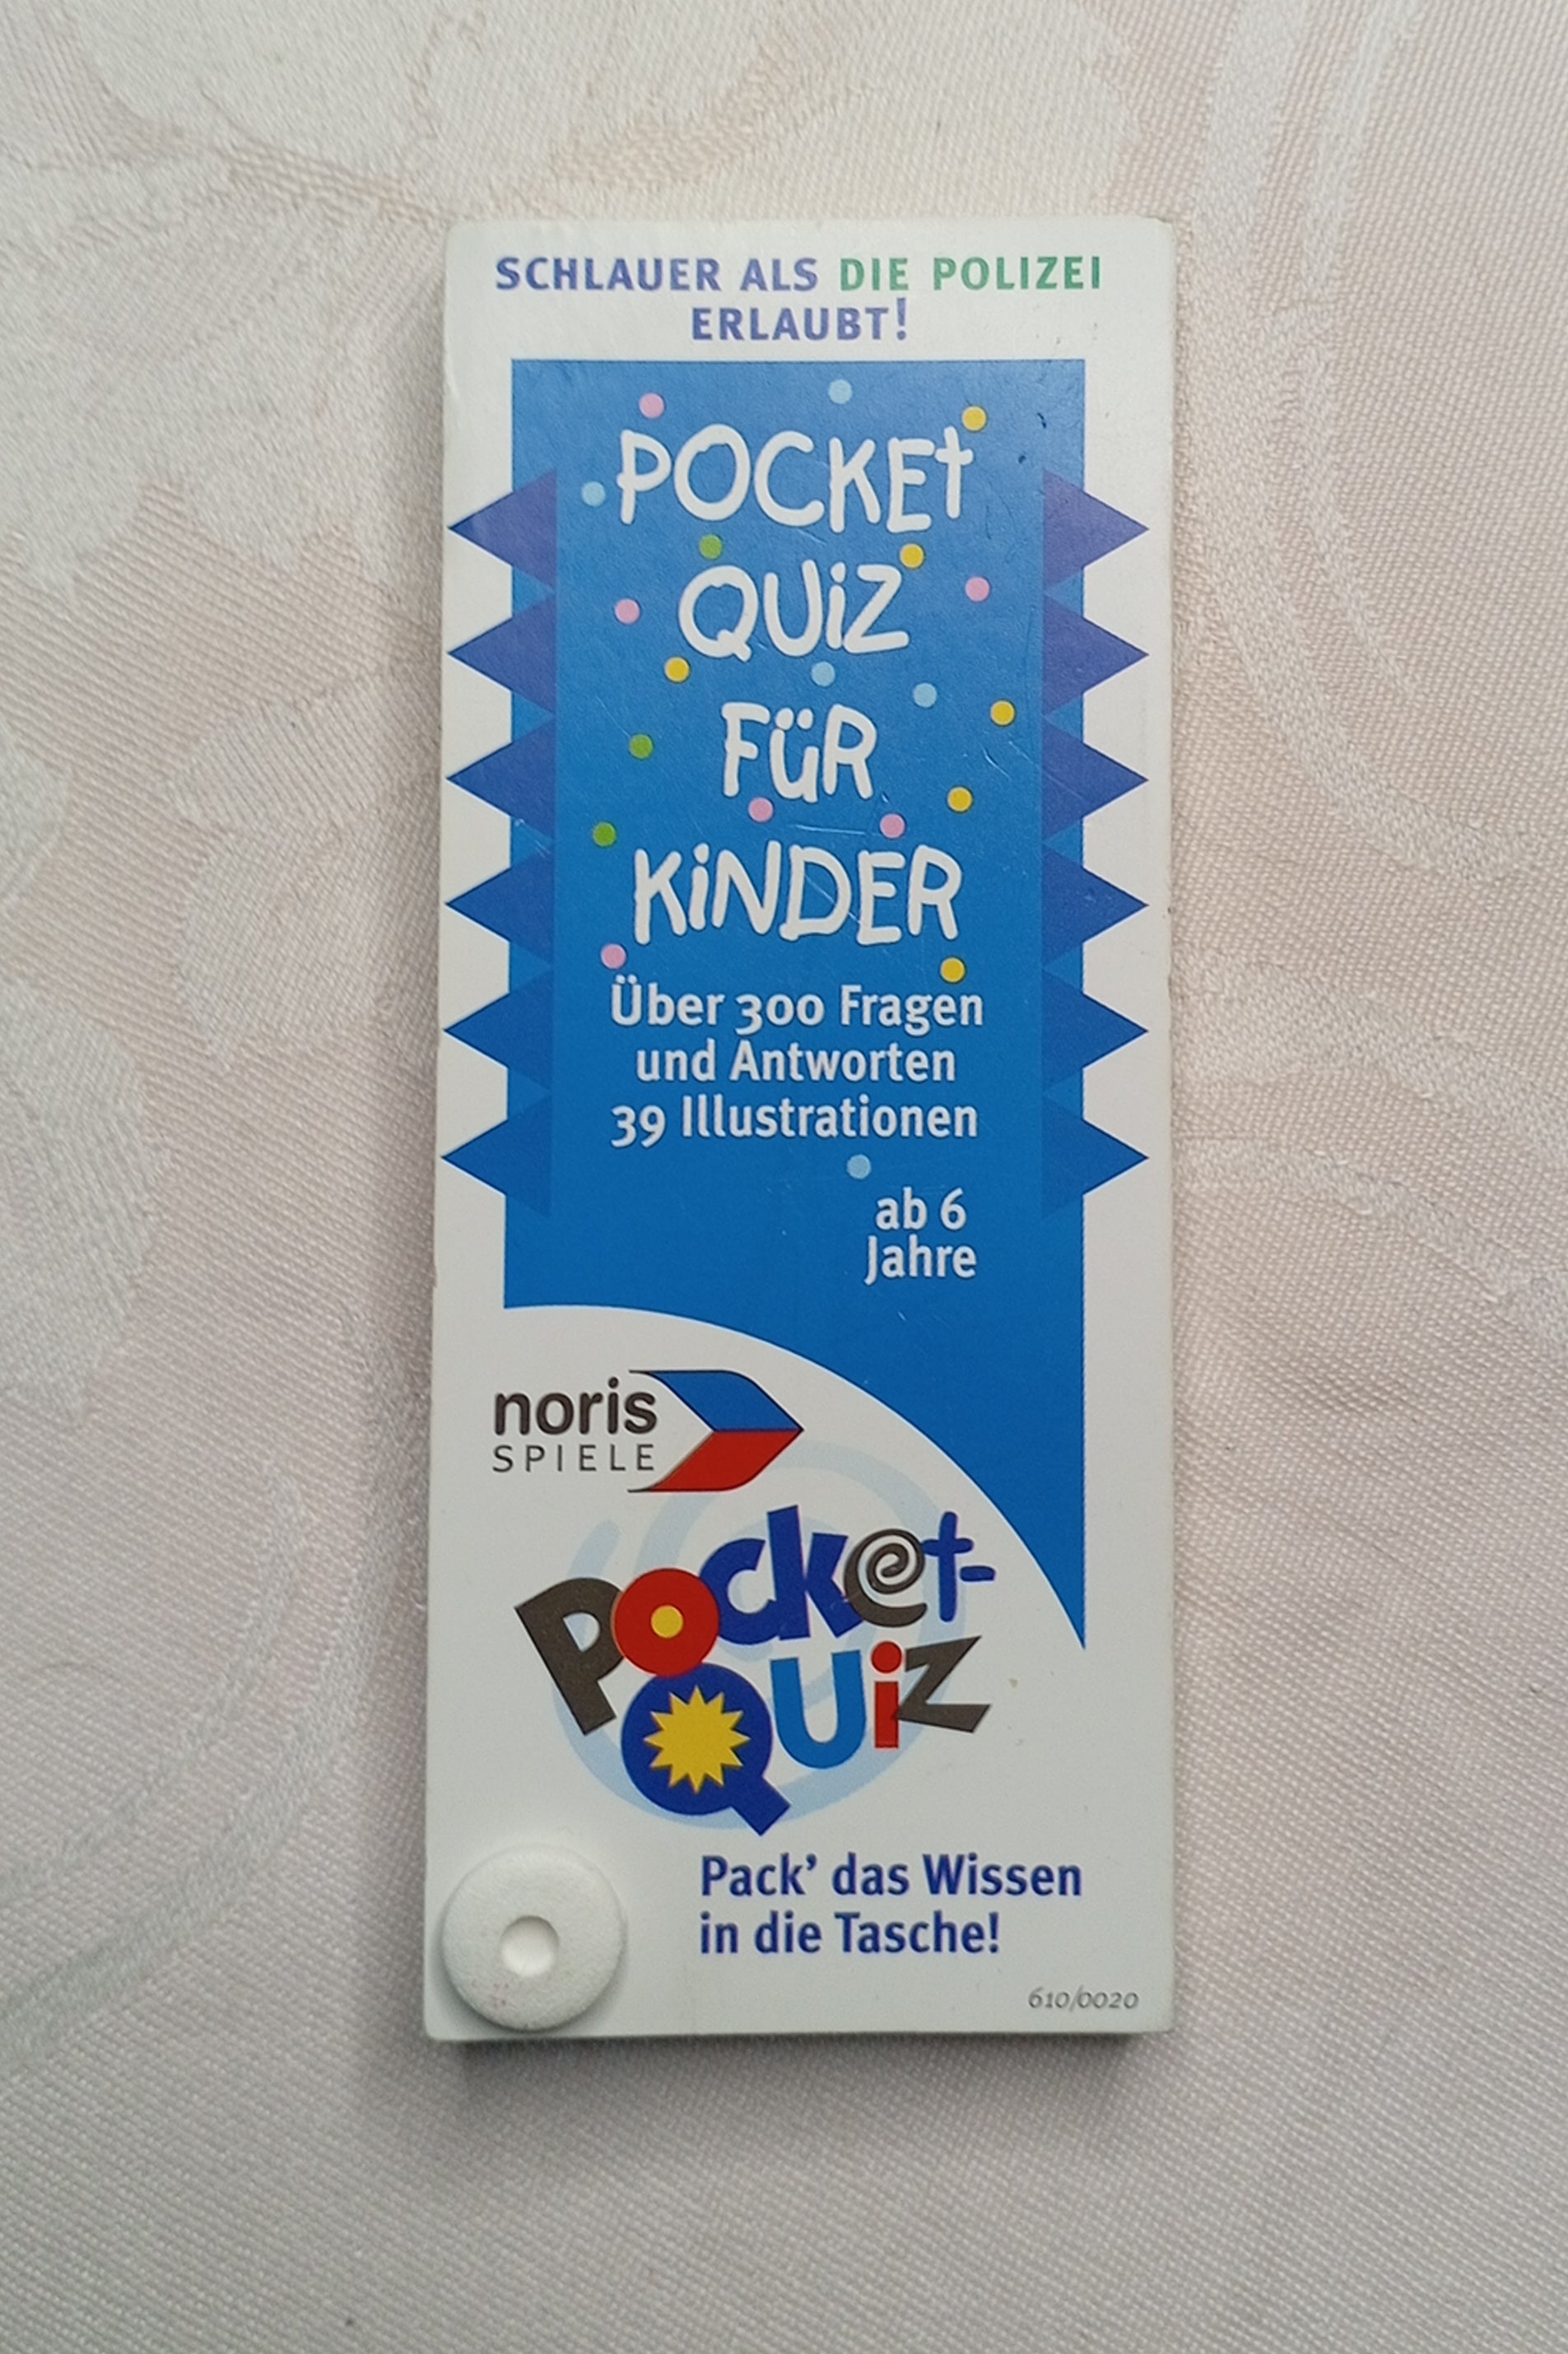 SCHLAUER ALS DIE POLIZEI
ERLAUBT!
POCKEt
QUiZ
FüR
KiNDER
Über 300 Fragen
und Antworten
39 Illustrationen
ab 6
Jahre
noris
SPIELE
Pocket-
QUiz
Pack’ das Wissen
in die Tasche!
610/0020